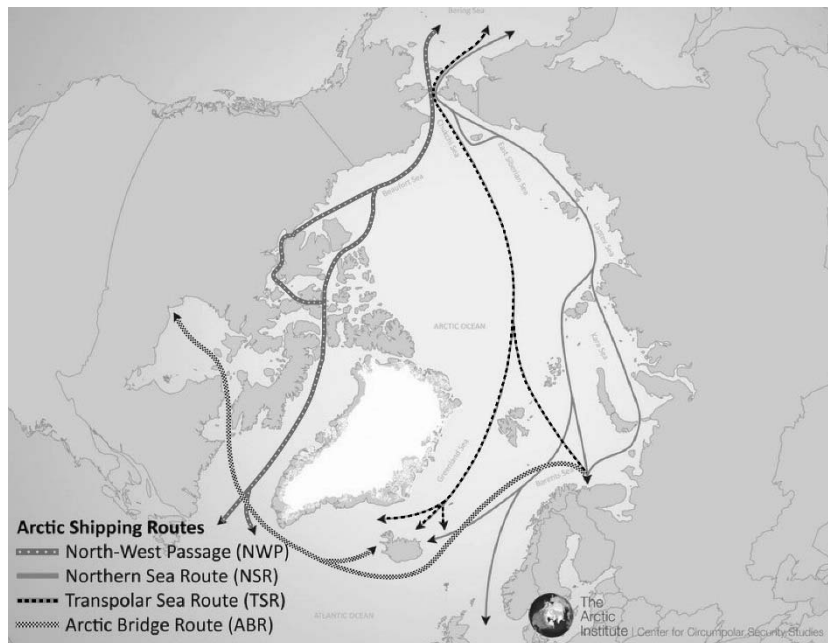 Bering Sea
Chukchi Sea
East Siberian Sea
Beaufort Sea
Laptev Sea
ARCTIC OCEAN
Kara Sea
Greenland Sea
Barents Sea
Arctic Shipping Routes
North-West Passage (NWP)
Northern Sea Route (NSR)
Transpolar Sea Route (TSR)
Arctic Bridge Route (ABR)
ATLANTIC OCEAN
The
Arctic
Institute | Center for Circumpolar Security Studies